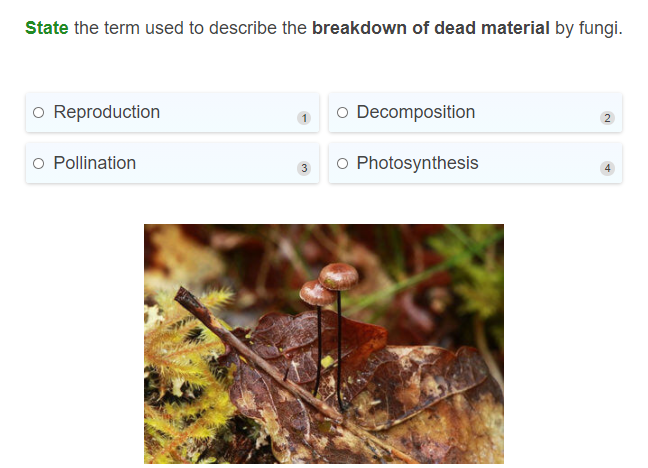 State the term used to describe the breakdown of dead material by fungi.
Reproduction 1
Decomposition 2
Pollination 3
Photosynthesis 4